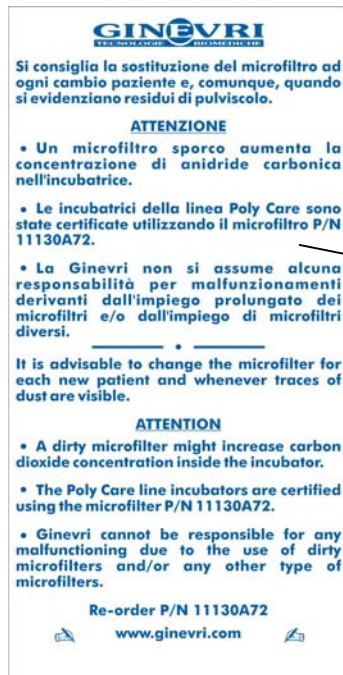 GINEVRI
TECNOLOGIE BIOMEDICHE
Si consiglia la sostituzione del microfiltro ad
ogni cambio paziente e, comunque, quando
si evidenziano residui di pulviscolo.
ATTENZIONE
• Un microfiltro sporco aumenta la
concentrazione di anidride carbonica
nell'incubatrice.
• Le incubatrici della linea Poly Care sono
state certificate utilizzando il microfiltro P/N
11130A72.
• La Ginevri non si assume alcuna
responsabilità per malfunzionamenti
derivanti dall'impiego prolungato dei
microfiltri e/o dall'impiego di microfiltri
diversi.
It is advisable to change the microfilter for
each new patient and whenever traces of
dust are visible.
ATTENTION
• A dirty microfilter might increase carbon
dioxide concentration inside the incubator.
• The Poly Care line incubators are certified
using the microfilter P/N 11130A72.
• Ginevri cannot be responsible for any
malfunctioning due to the use of dirty
microfilters and/or any other type of
microfilters.
Re-order P/N 11130A72
www.ginevri.com